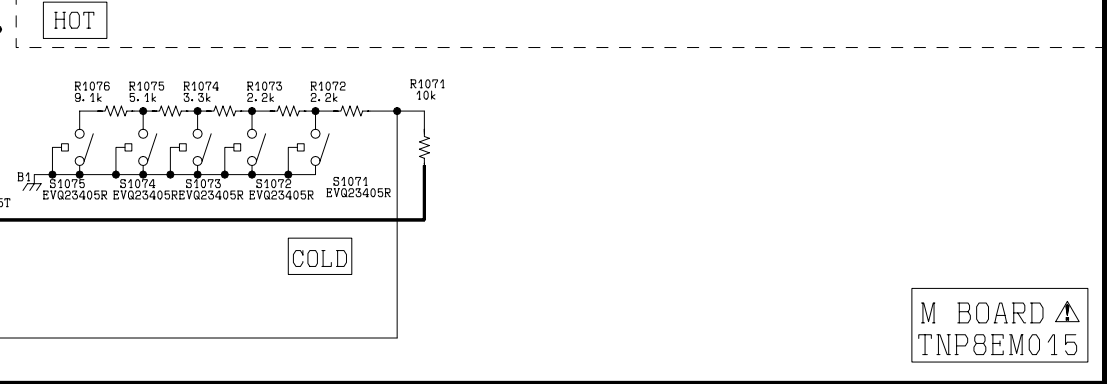 HOT
R1076 R1075 R1074 R1073 R1072 R1071
9.1k 5.1k 3.3k 2.2k 2.2k 10k
B1
S1075 S1074 S1073 S1072 S1071
EVQ23405R EVQ23405R EVQ23405R EVQ23405R EVQ23405R
5T
COLD
M BOARD
TNP8EM015